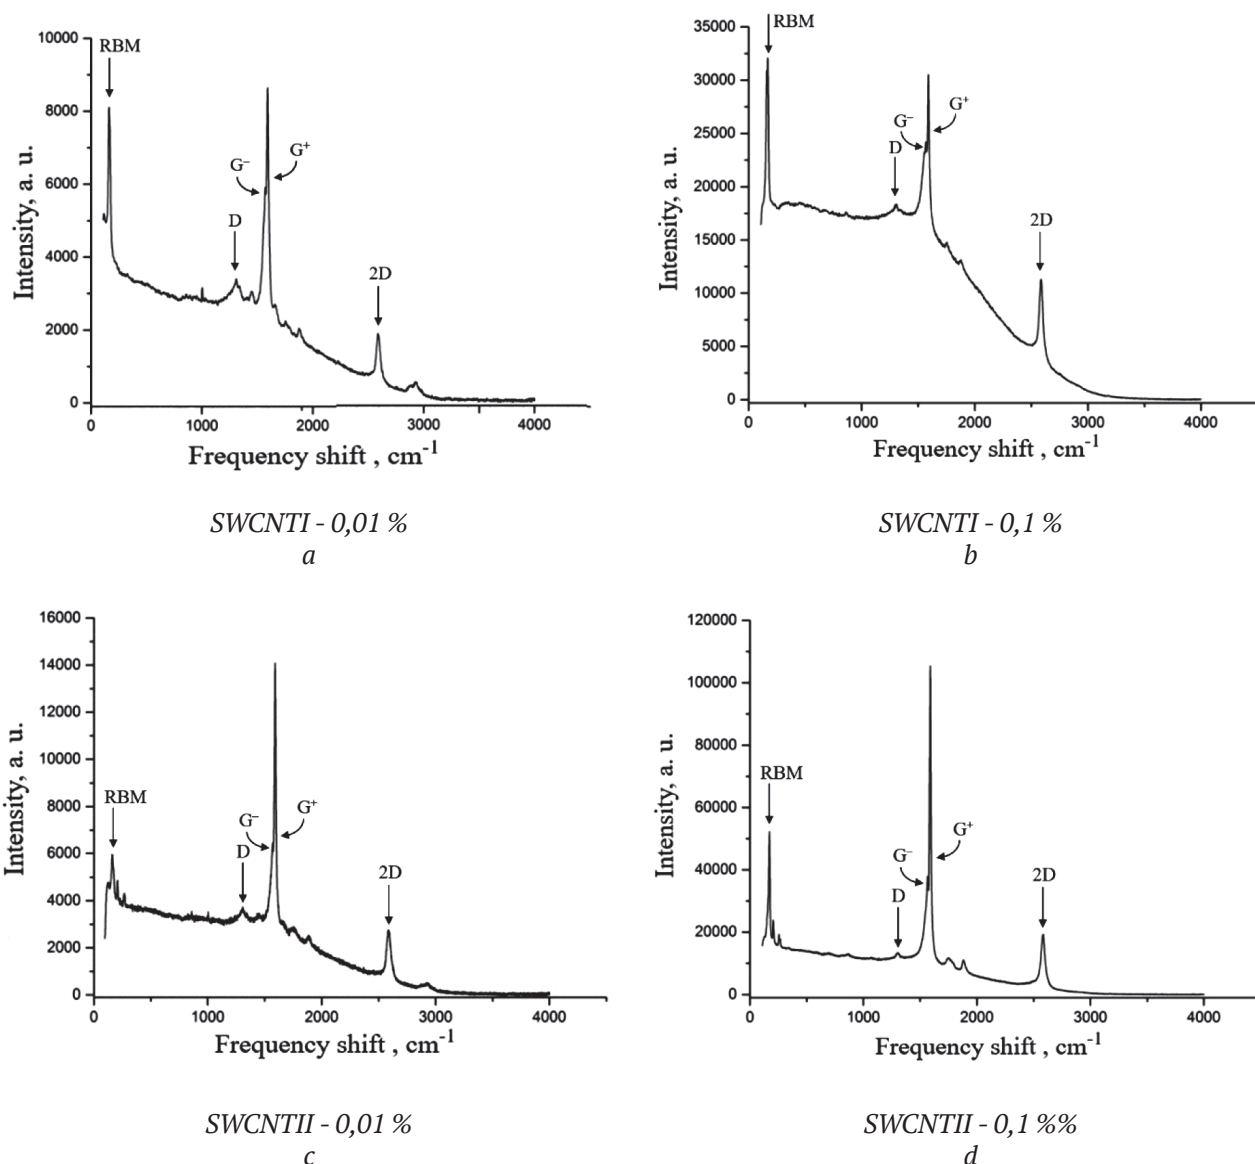 10000
8000
6000
4000
2000
0
Intensity, a. u.
RBM
D
G⁻
G⁺
2D
0 1000 2000 3000 4000
Frequency shift , cm⁻¹
SWCNTI - 0,01 %
a
35000
30000
25000
20000
15000
10000
5000
0
Intensity, a. u.
RBM
D
G⁻
G⁺
2D
0 1000 2000 3000 4000
Frequency shift , cm⁻¹
SWCNTI - 0,1 %
b
16000
14000
12000
10000
8000
6000
4000
2000
0
Intensity, a. u.
RBM
D
G⁻
G⁺
2D
0 1000 2000 3000 4000
Frequency shift , cm⁻¹
SWCNTII - 0,01 %
c
120000
100000
80000
60000
40000
20000
0
Intensity, a. u.
RBM
D
G⁻
G⁺
2D
0 1000 2000 3000 4000
Frequency shift , cm⁻¹
SWCNTII - 0,1 %%
d